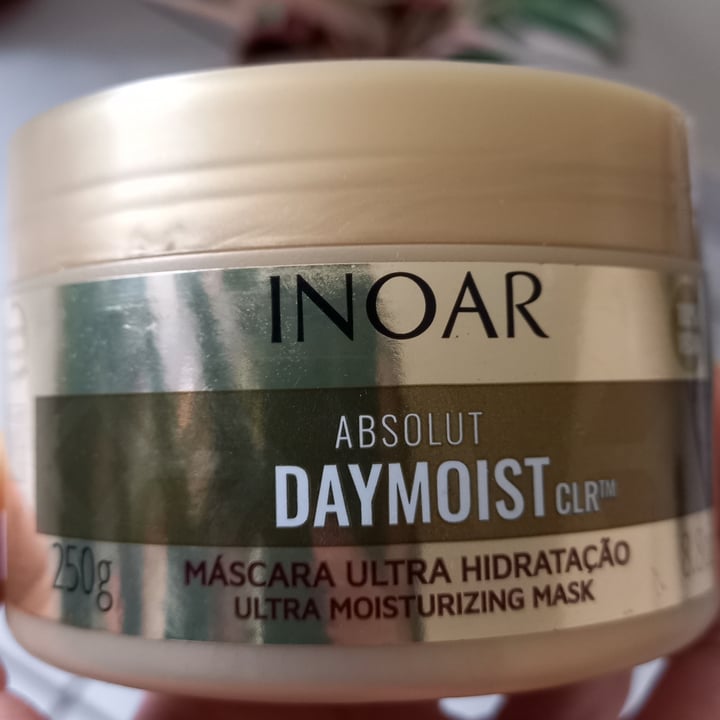 INOAR
ABSOLUT
DAYMOIST CLR™
250g
MÁSCARA ULTRA HIDRATAÇÃO
ULTRA MOISTURIZING MASK